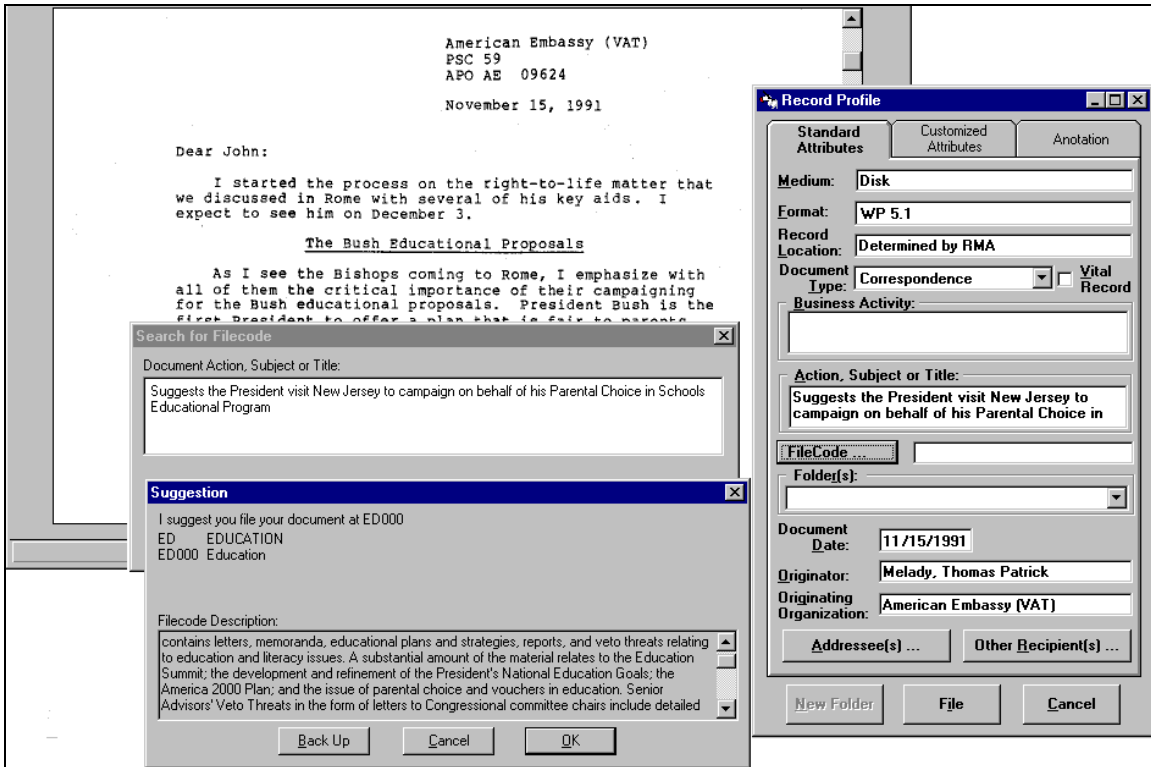 American Embassy (VAT)
PSC 59
APO AE 09624
November 15, 1991
Dear John:
I started the process on the right-to-life matter that
we discussed in Rome with several of his key aids. I
expect to see him on December 3.
The Bush Educational Proposals
As I see the Bishops coming to Rome, I emphasize with
all of them the critical importance of their campaigning
for the Bush educational proposals. President Bush is the
first President to offer a plan that is fair to parents
Search for Filecode
Document Action, Subject or Title:
Suggests the President visit New Jersey to campaign on behalf of his Parental Choice in Schools
Educational Program
Suggestion
I suggest you file your document at ED000
ED EDUCATION
ED000 Education
Filecode Description:
contains letters, memoranda, educational plans and strategies, reports, and veto threats relating
to education and literacy issues. A substantial amount of the material relates to the Education
Summit; the development and refinement of the President's National Education Goals; the
America 2000 Plan; and the issue of parental choice and vouchers in education. Senior
Advisors' Veto Threats in the form of letters to Congressional committee chairs include detailed
Back Up
Cancel
OK
Record Profile
Standard
Attributes
Customized
Attributes
Anotation
Medium: Disk
Format: WP 5.1
Record
Location: Determined by RMA
Document
Type: Correspondence
Vital
Record
Business Activity:
Action, Subject or Title:
Suggests the President visit New Jersey to
campaign on behalf of his Parental Choice in
FileCode ...
Folder(s):
Document
Date: 11/15/1991
Originator: Melady, Thomas Patrick
Originating
Organization: American Embassy (VAT)
Addressee(s) ...
Other Recipient(s) ...
New Folder
File
Cancel